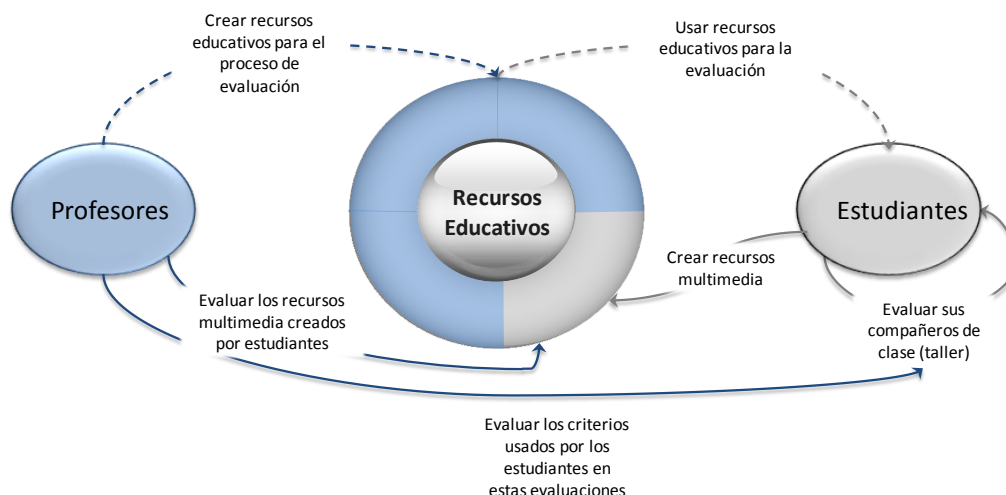 Crear recursos
educativos para el
proceso de
evaluación
Usar recursos
educativos para la
evaluación
Profesores
Recursos
Educativos
Estudiantes
Crear recursos
multimedia
Evaluar los recursos
multimedia creados
por estudiantes
Evaluar sus
compañeros de
clase (taller)
Evaluar los criterios
usados por los
estudiantes en
estas evaluaciones